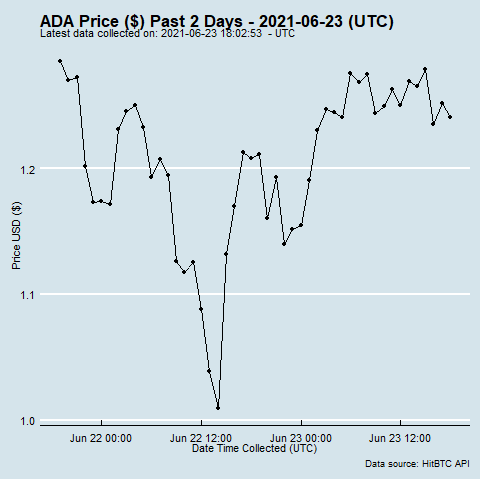 ADA Price ($) Past 2 Days - 2021-06-23 (UTC)
Latest data collected on: 2021-06-23 18:02:53  - UTC
Price USD ($)
1.2
1.1
1.0
Jun 22 00:00 Jun 22 12:00 Jun 23 00:00 Jun 23 12:00
Date Time Collected (UTC)
Data source: HitBTC API